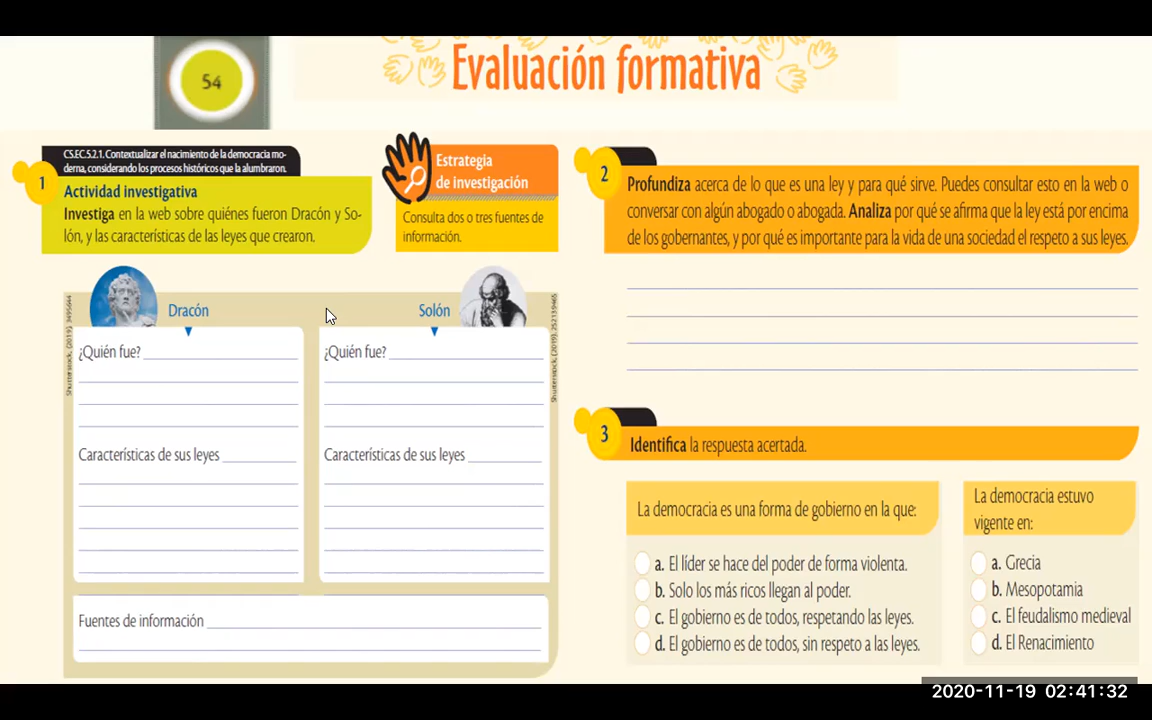 Evaluación formativa
54
CS.EC.5.2.1. Contextualizar el nacimiento de la democracia mo-
derna, considerando los procesos históricos que la alumbraron.
1
Actividad investigativa
Investiga en la web sobre quiénes fueron Dracón y So-
lón, y las características de las leyes que crearon.
Estrategia
de investigación
Consulta dos o tres fuentes de
información.
Dracón
Shutterstock, (2019). 3495644
¿Quién fue?
Características de sus leyes
Solón
Shutterstock, (2019). 252139465
¿Quién fue?
Características de sus leyes
Fuentes de información
2
Profundiza acerca de lo que es una ley y para qué sirve. Puedes consultar esto en la web o
conversar con algún abogado o abogada. Analiza por qué se afirma que la ley está por encima
de los gobernantes, y por qué es importante para la vida de una sociedad el respeto a sus leyes.
3
Identifica la respuesta acertada.
La democracia es una forma de gobierno en la que:
a. El líder se hace del poder de forma violenta.
b. Solo los más ricos llegan al poder.
c. El gobierno es de todos, respetando las leyes.
d. El gobierno es de todos, sin respeto a las leyes.
La democracia estuvo
vigente en:
a. Grecia
b. Mesopotamia
c. El feudalismo medieval
d. El Renacimiento
2020-11-19 02:41:32